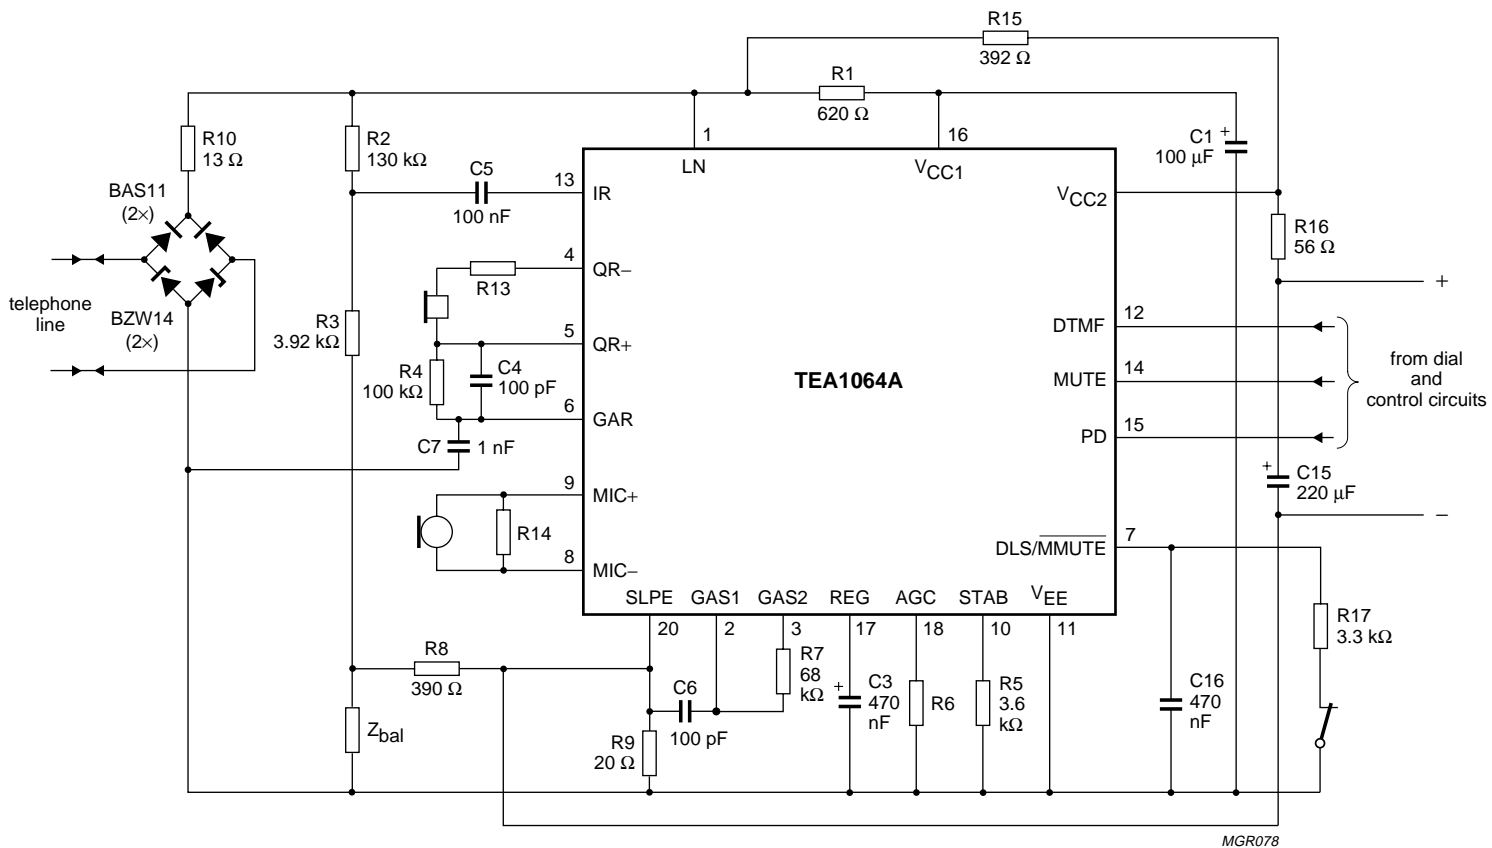 R15
392 Ω
R1
620 Ω
R10
13 Ω
R2
130 kΩ
1
16
C1 +
100 μF
LN
VCC1
C5
100 nF
13
IR
VCC2
BAS11
(2×)
R16
56 Ω
4
QR−
R13
+
telephone
line
BZW14
(2×)
R3
3.92 kΩ
5
QR+
R4
100 kΩ
C4
100 pF
TEA1064A
DTMF
12
MUTE
14
from dial
and
control circuits
6
GAR
C7
1 nF
PD
15
+
C15
220 μF
9
MIC+
R14
8
MIC−
−
DLS/MMUTE
7
SLPE
GAS1
GAS2
REG
AGC
STAB
VEE
20
2
3
17
18
10
11
R17
3.3 kΩ
R8
390 Ω
R7
68
kΩ
C6
100 pF
+
C3
470
nF
R6
R5
3.6
kΩ
C16
470
nF
Zbal
R9
20 Ω
MGR078